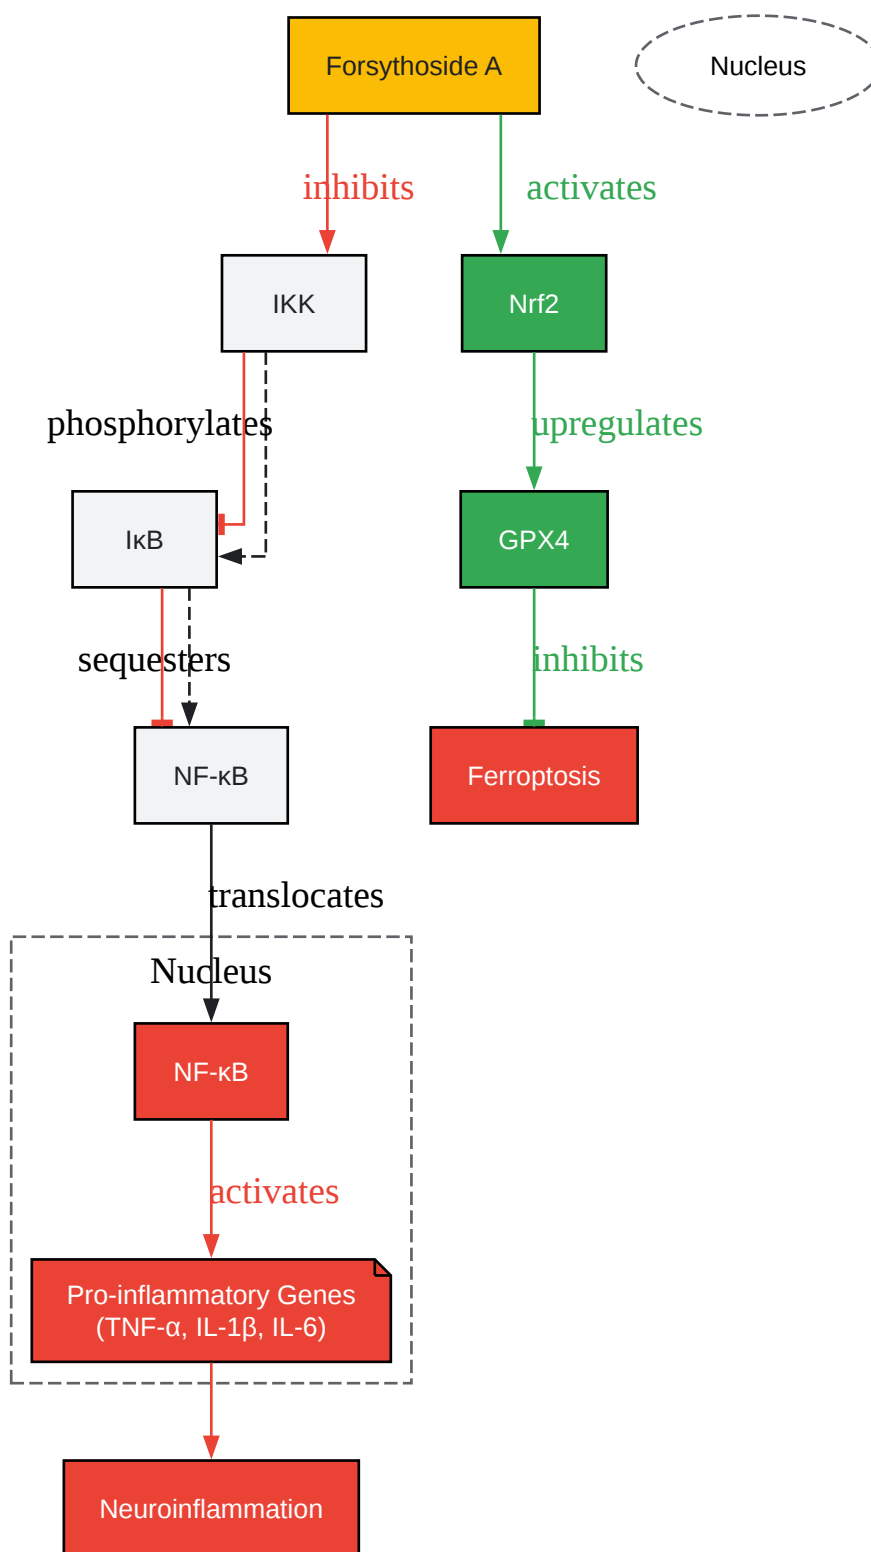 Forsythoside A
Nucleus
inhibits
activates
IKK
Nrf2
phosphorylates
upregulates
IκB
GPX4
sequesters
inhibits
NF-κB
Ferroptosis
translocates
Nucleus
NF-κB
activates
Pro-inflammatory Genes
(TNF-α, IL-1β, IL-6)
Neuroinflammation